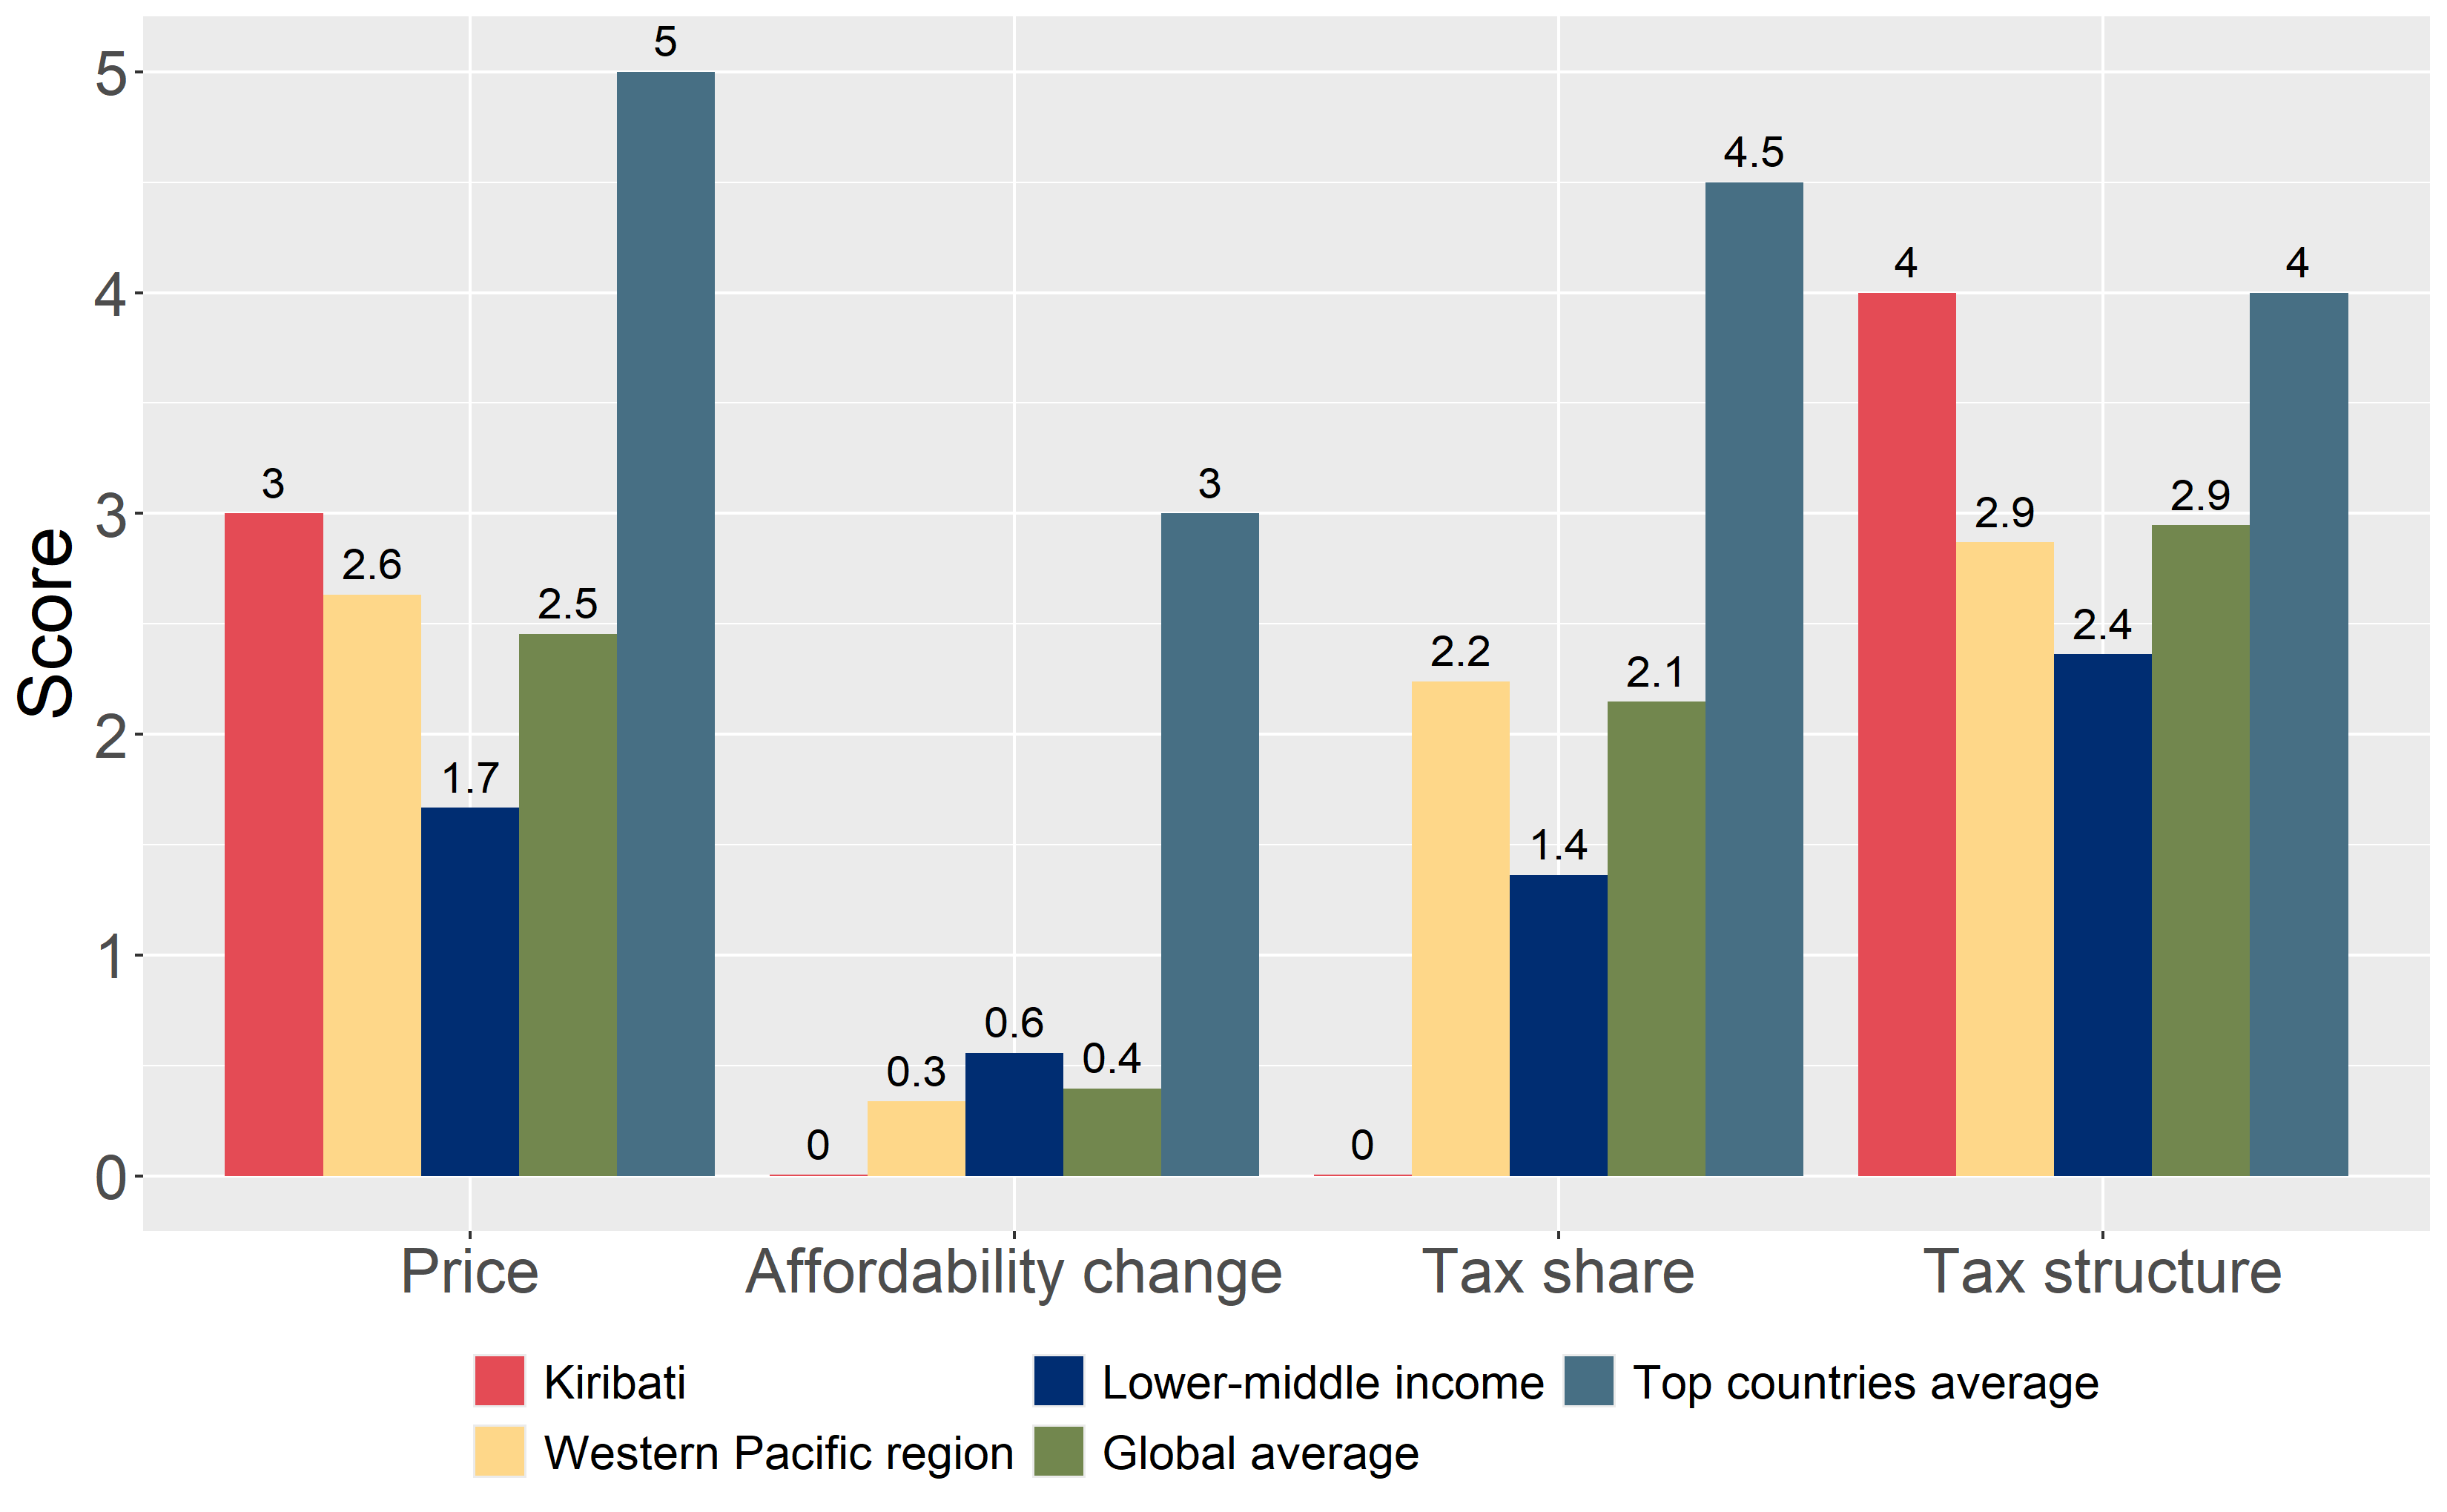 Score
5
4
3
2
1
0
3
2.6
1.7
2.5
5
0
0.3
0.6
0.4
3
0
2.2
1.4
2.1
4.5
4
2.9
2.4
2.9
4
Price
Affordability change
Tax share
Tax structure
Kiribati
Lower-middle income
Top countries average
Western Pacific region
Global average